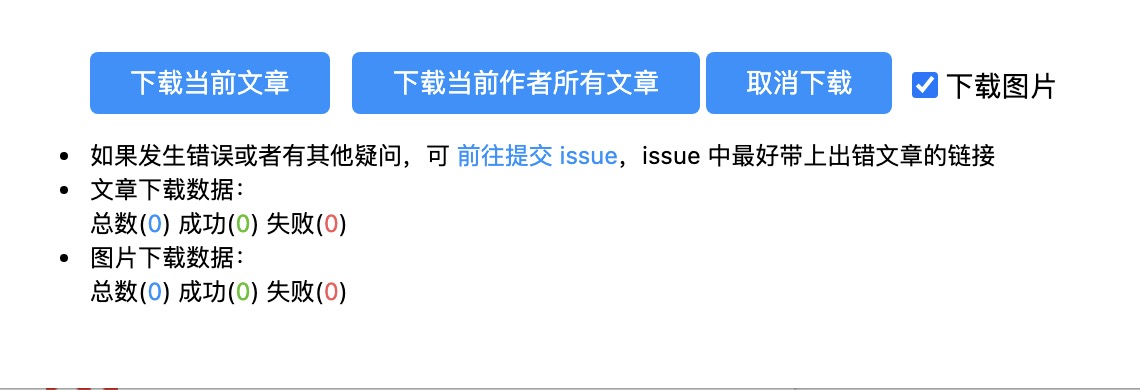 下载当前文章 下载当前作者所有文章 取消下载 下载图片
如果发生错误或者有其他疑问，可 前往提交 issue，issue 中最好带上出错文章的链接
文章下载数据：
总数(0) 成功(0) 失败(0)
图片下载数据：
总数(0) 成功(0) 失败(0)